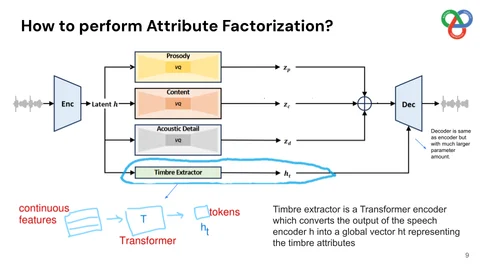 How to perform Attribute Factorization?
Prosody
VQ
z_p
Content
VQ
z_c
Acoustic Detail
VQ
z_d
Timbre Extractor
h_t
Enc
Latent h
Dec
Decoder is same
as encoder but
with much larger
parameter
amount.
continuous
features
T
Transformer
tokens
h_t
Timbre extractor is a Transformer encoder
which converts the output of the speech
encoder h into a global vector ht representing
the timbre attributes
9